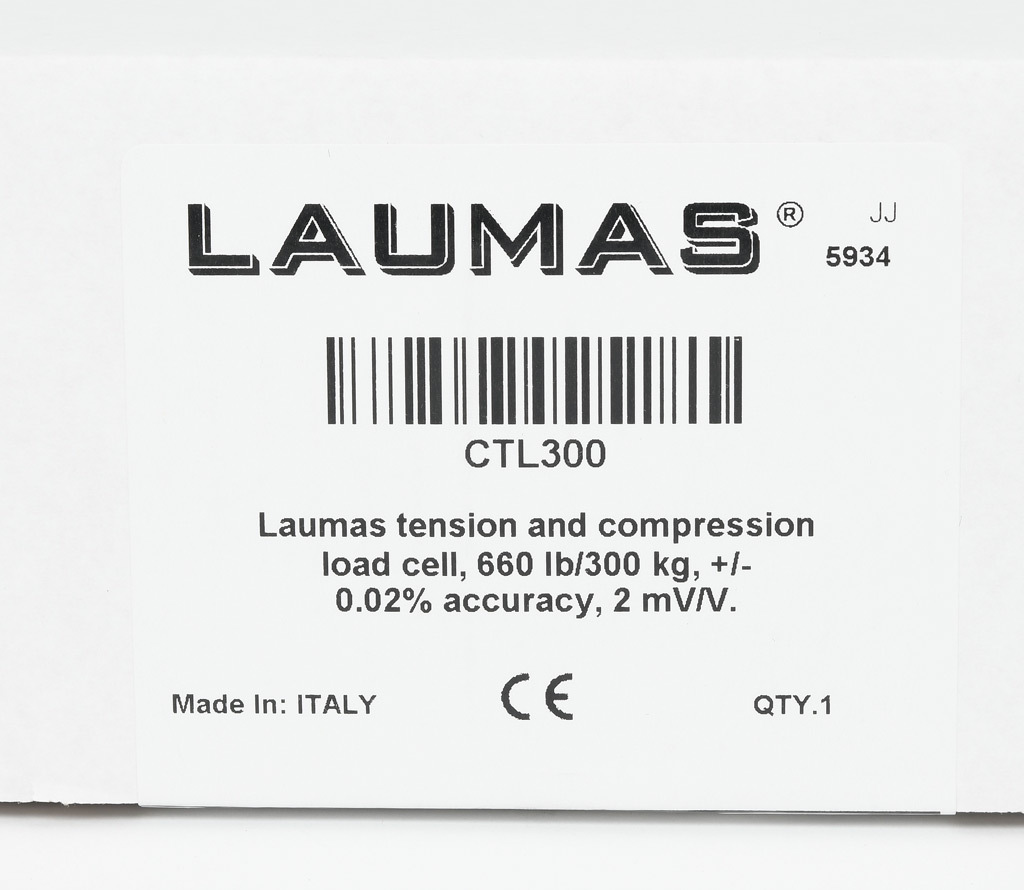 LAUMAS® JJ
5934
CTL300
Laumas tension and compression
load cell, 660 lb/300 kg, +/-
0.02% accuracy, 2 mV/V.
Made In: ITALY CE QTY.1